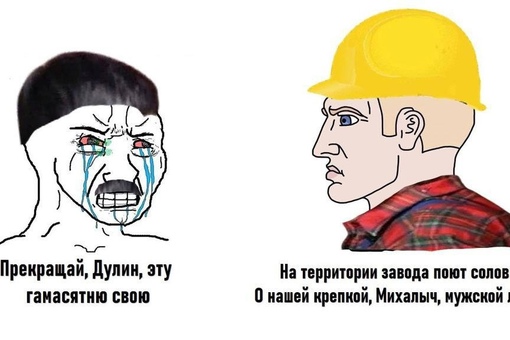 Прекращай, Дулин, эту
гамасятню свою
На территории завода поют
О нашей крепкой, Михалыч, мужской